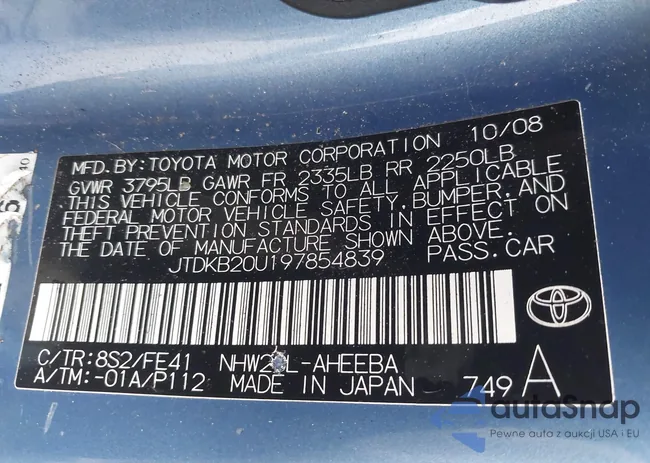 MFD. BY: TOYOTA MOTOR CORPORATION 10/08
GVWR 3795LB GAWR FR 2335LB RR 2250LB
THIS VEHICLE CONFORMS TO ALL APPLICABLE
FEDERAL MOTOR VEHICLE SAFETY, BUMPER, AND
THEFT PREVENTION STANDARDS IN EFFECT ON
THE DATE OF MANUFACTURE SHOWN ABOVE.
JTDKB20U197854839 PASS. CAR
C/TR: 8S2/FE41 NHW20L-AHEEBA
A/TM: -01A/P112 MADE IN JAPAN 749 A
autoSnap
Pewne auta z aukcji USA i EU